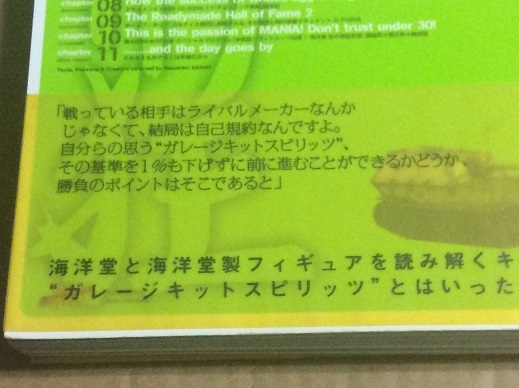 chapter 08 How the success of
chapter 09 The Readymade Hall of Fame 2
chapter 10 This is the passion of MANIA! Don't trust under 30!
11 ......and the day goes by
「戦っている相手はライバルメーカーなんか
じゃなくて、結局は自己規約なんですよ。
自分らの思う“ガレージキットスピリッツ”、
その基準を1%も下げずに前に進むことができるかどうか、
勝負のポイントはそこであると」
海洋堂と海洋堂製フィギュアを読み解くキ
“ガレージキットスピリッツ”とはいった